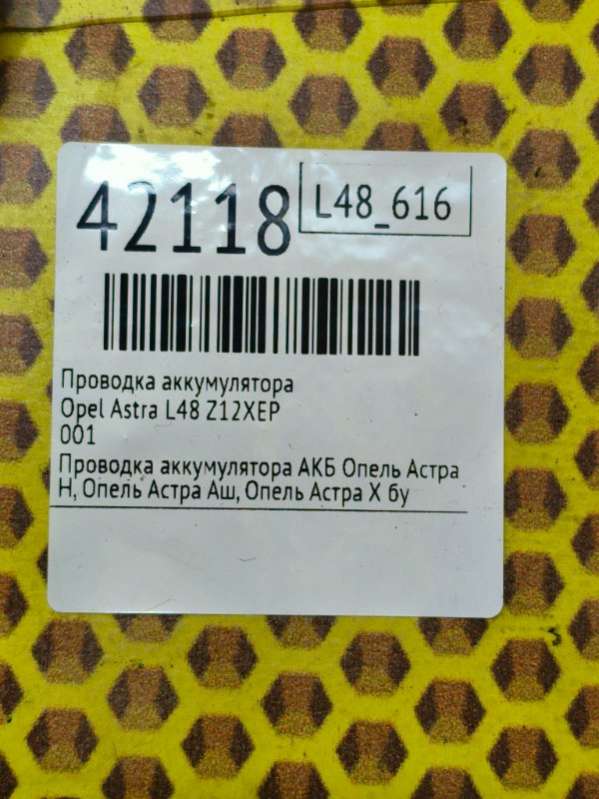 42118
L48_616
Проводка аккумулятора
Opel Astra L48 Z12XEP
001
Проводка аккумулятора АКБ Опель Астра
Н, Опель Астра Аш, Опель Астра Х бу